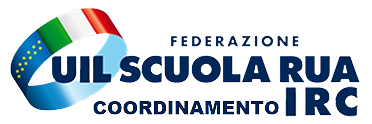 FEDERAZIONE
UIL SCUOLA RUA
COORDINAMENTO IRC